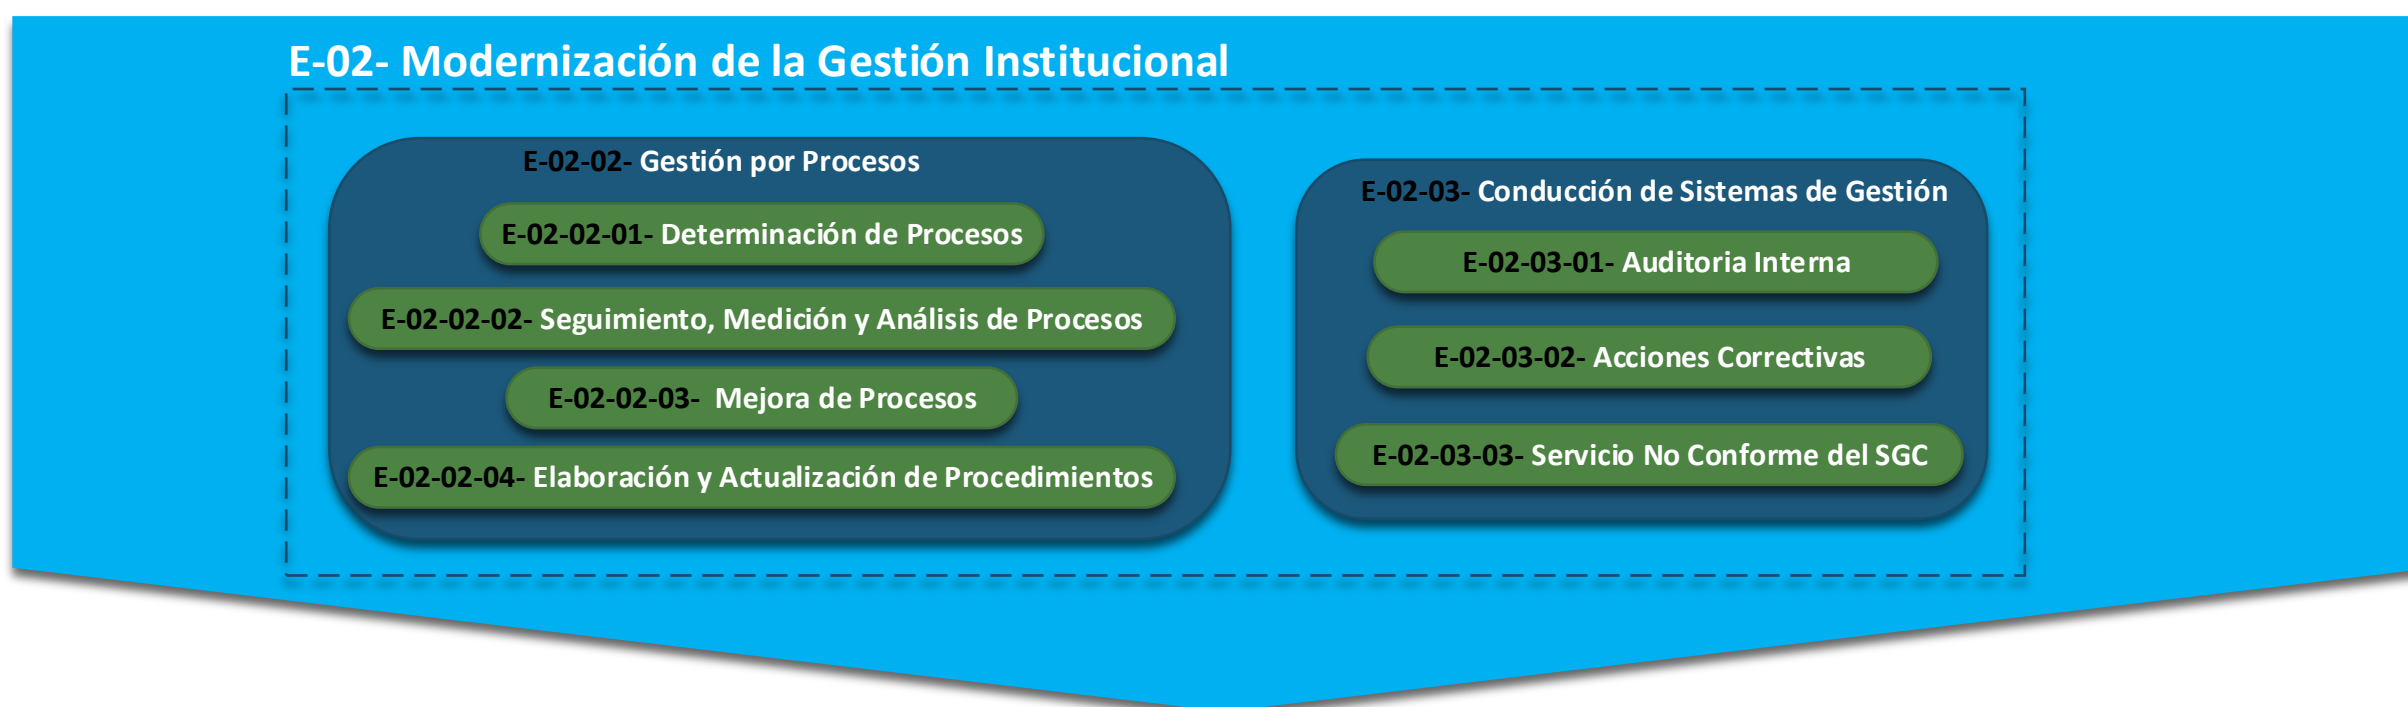 E-02- Modernización de la Gestión Institucional
E-02-02- Gestión por Procesos
E-02-02-01- Determinación de Procesos
E-02-02-02- Seguimiento, Medición y Análisis de Procesos
E-02-02-03- Mejora de Procesos
E-02-02-04- Elaboración y Actualización de Procedimientos
E-02-03- Conducción de Sistemas de Gestión
E-02-03-01- Auditoria Interna
E-02-03-02- Acciones Correctivas
E-02-03-03- Servicio No Conforme del SGC